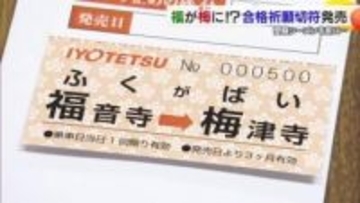 福が梅に!?合格祈願切符発売
発売日
IYOTETSU No 000500
ふくがばい
福音寺➡梅津寺
●乗車日当日1回限り有効 ●発売日より3ヶ月有効